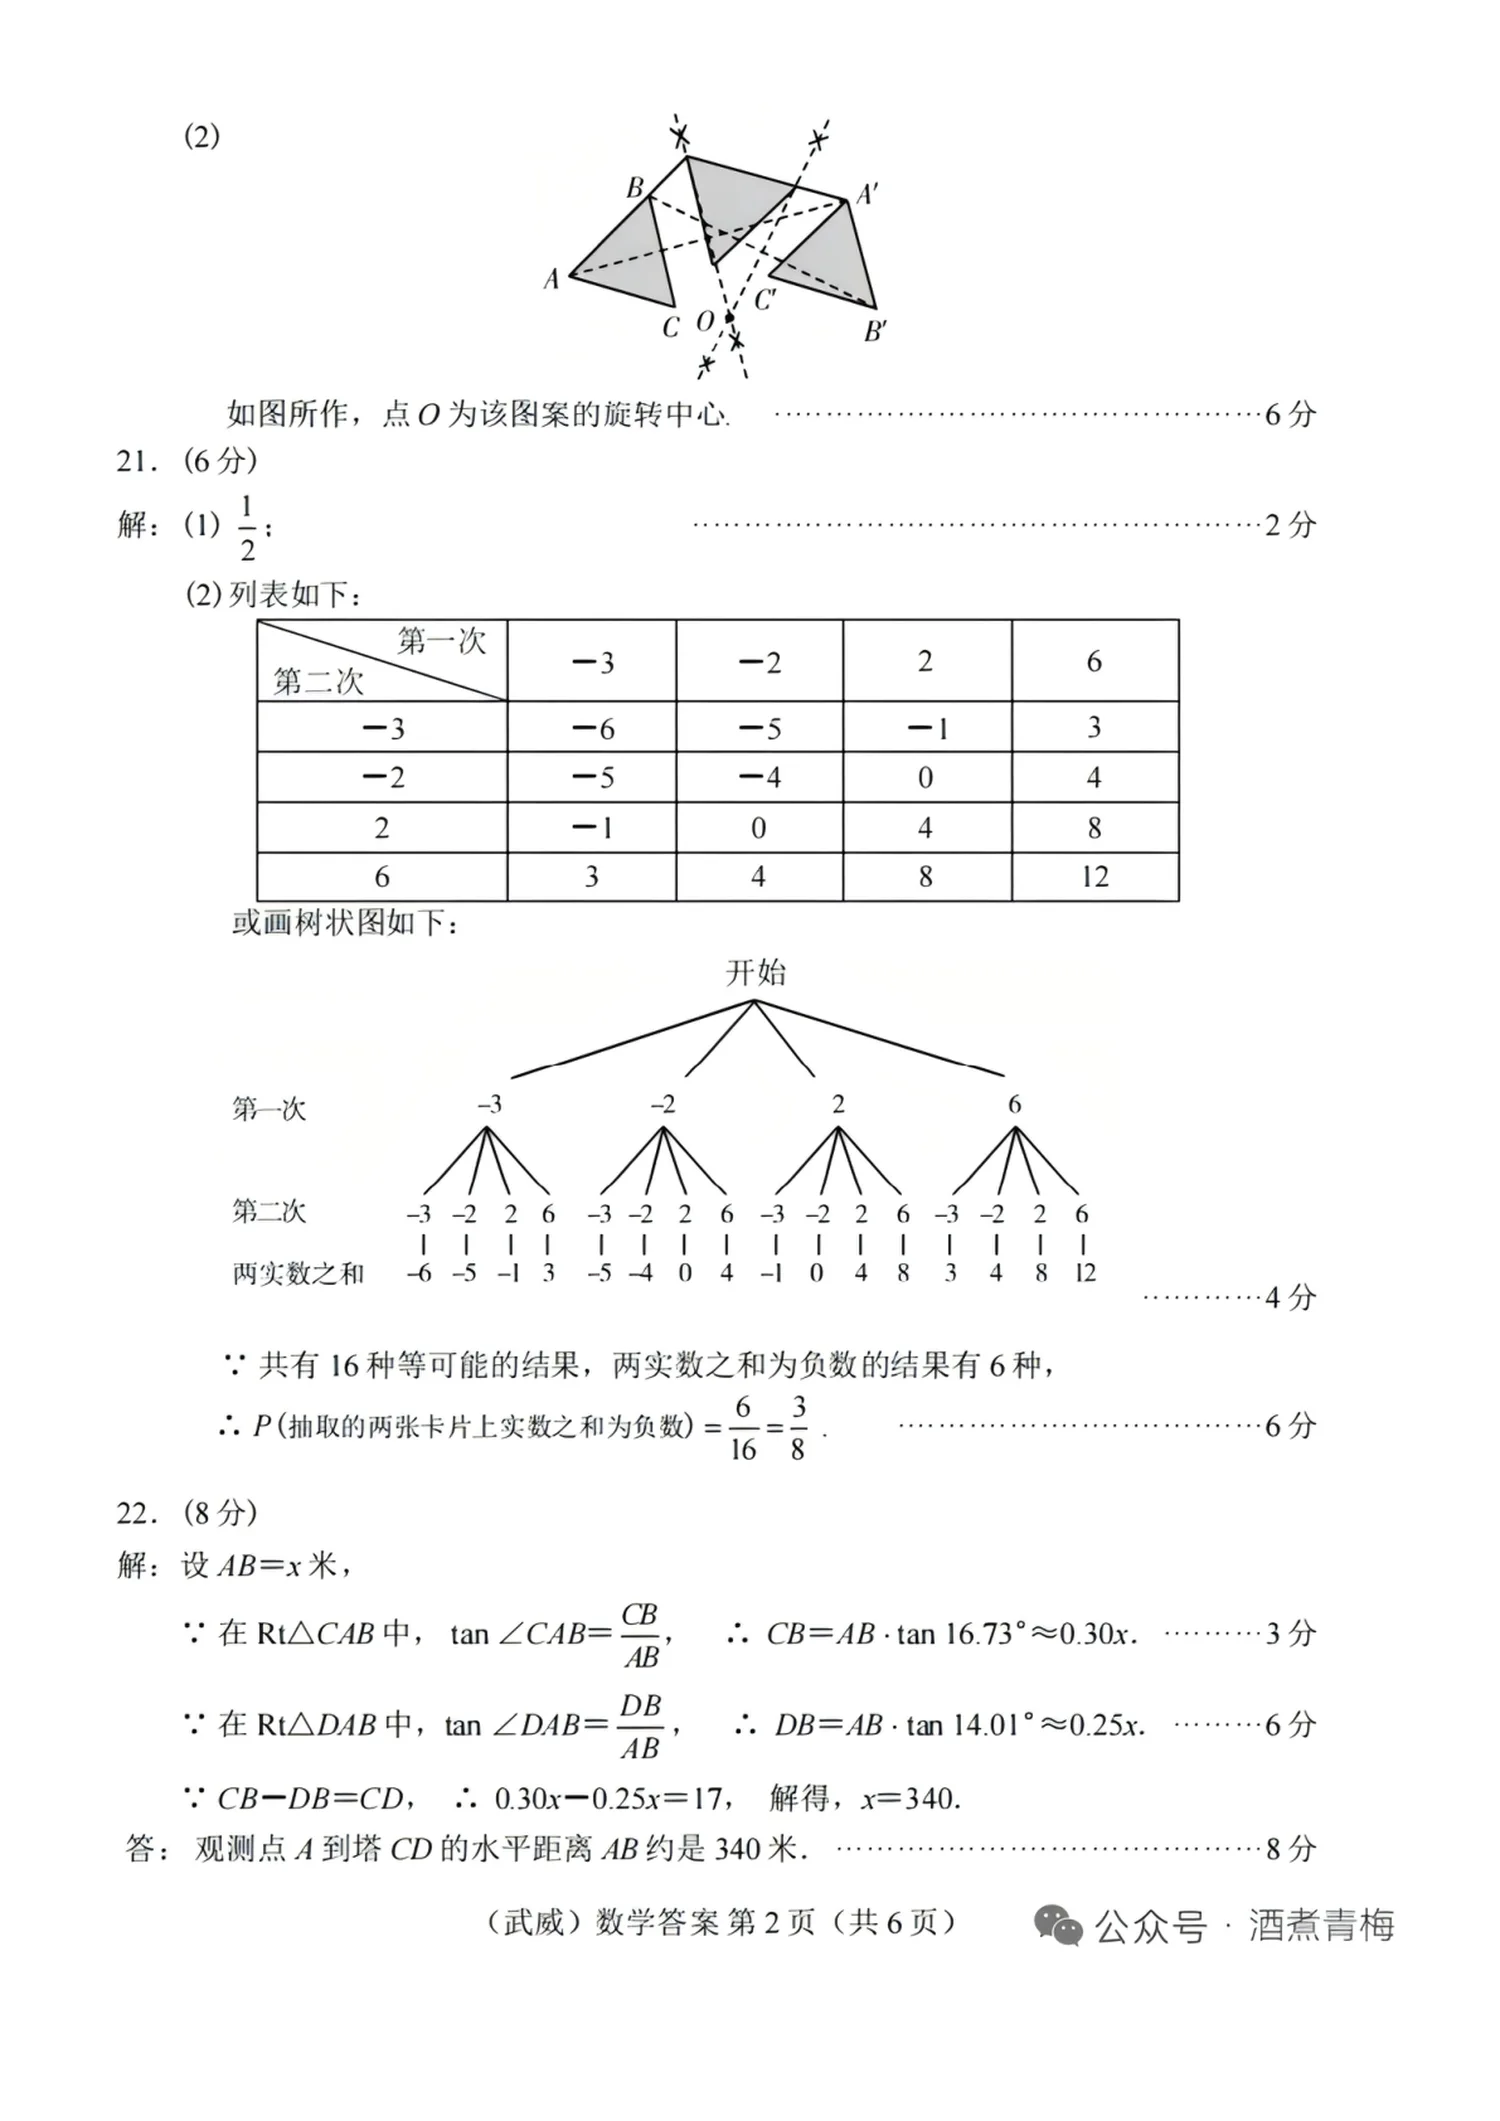 (2)
B
A′
A
C
O
C′
B′
如图所作，点 O 为该图案的旋转中心. ……………………………………6 分
21. (6 分)
解：(1) 1/2； ……………………………………2 分
(2) 列表如下：
第一次
第二次
−3 −2 2 6
−3 −6 −5 −1 3
−2 −5 −4 0 4
2 −1 0 4 8
6 3 4 8 12
或画树状图如下：
开始
第一次 −3 −2 2 6
第二次 −3 −2 2 6 −3 −2 2 6 −3 −2 2 6 −3 −2 2 6
两实数之和 −6 −5 −1 3 −5 −4 0 4 −1 0 4 8 3 4 8 12
…………4 分
∵ 共有 16 种等可能的结果，两实数之和为负数的结果有 6 种，
∴ P (抽取的两张卡片上实数之和为负数) = 6/16 = 3/8 . ……………………………6 分
22. (8 分)
解：设 AB=x 米，
∵ 在 Rt△CAB 中， tan ∠CAB=CB/AB， ∴ CB=AB·tan 16.73°≈0.30x. ………3 分
∵ 在 Rt△DAB 中，tan ∠DAB=DB/AB， ∴ DB=AB·tan 14.01°≈0.25x. ………6 分
∵ CB−DB=CD， ∴ 0.30x−0.25x=17， 解得，x=340.
答： 观测点 A 到塔 CD 的水平距离 AB 约是 340 米. ……………………………………8 分
（武威）数学答案 第 2 页（共 6 页）
公众号 · 酒煮青梅